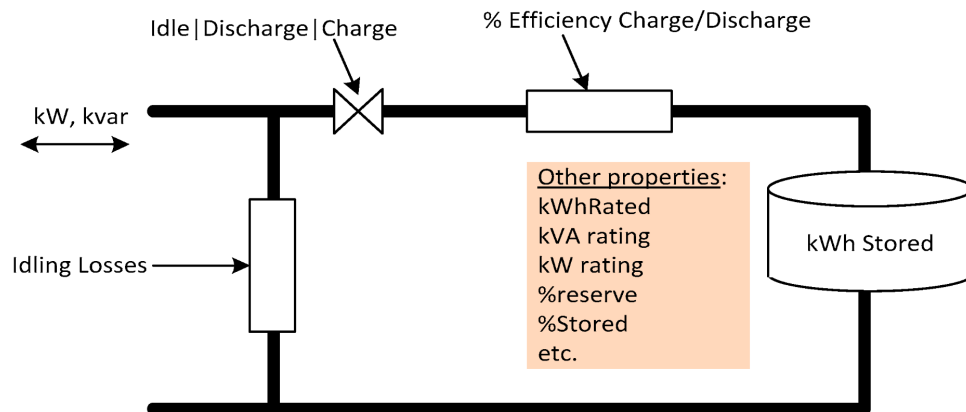 Idle|Discharge|Charge
% Efficiency Charge/Discharge
kW, kvar
Other properties:
kWhRated
kVA rating
kW rating
%reserve
%Stored
etc.
kWh Stored
Idling Losses